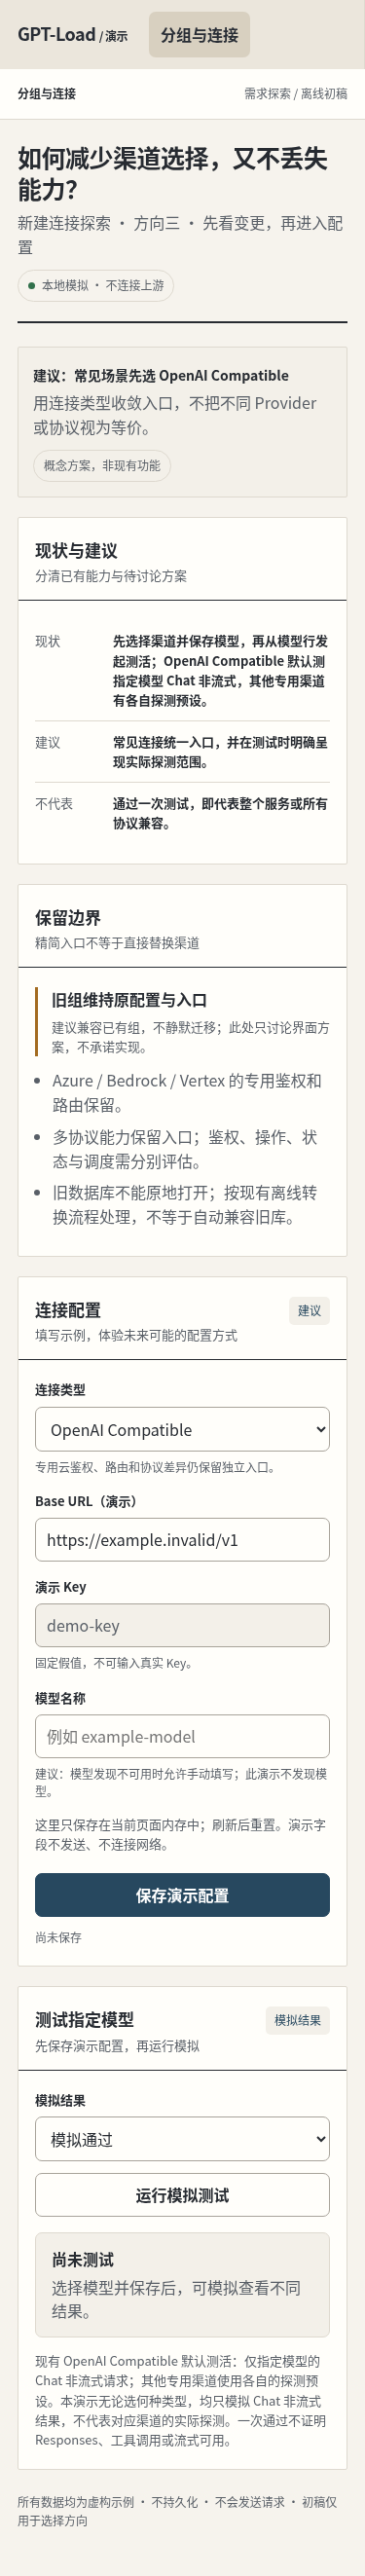 GPT-Load / 演示 分组与连接
分组与连接 需求探索 / 离线初稿
如何减少渠道选择，又不丢失
能力？
新建连接探索 · 方向三 · 先看变更，再进入配
置
本地模拟 · 不连接上游
建议：常见场景先选 OpenAI Compatible
用连接类型收敛入口，不把不同 Provider
或协议视为等价。
概念方案，非现有功能
现状与建议
分清已有能力与待讨论方案
现状 先选择渠道并保存模型，再从模型行发
起测活；OpenAI Compatible 默认测
指定模型 Chat 非流式，其他专用渠道
有各自探测预设。
建议 常见连接统一入口，并在测试时明确呈
现实际探测范围。
不代表 通过一次测试，即代表整个服务或所有
协议兼容。
保留边界
精简入口不等于直接替换渠道
旧组维持原配置与入口
建议兼容已有组，不静默迁移；此处只讨论界面方
案，不承诺实现。
• Azure / Bedrock / Vertex 的专用鉴权和
路由保留。
• 多协议能力保留入口；鉴权、操作、状
态与调度需分别评估。
• 旧数据库不能原地打开；按现有离线转
换流程处理，不等于自动兼容旧库。
连接配置 建议
填写示例，体验未来可能的配置方式
连接类型
OpenAI Compatible
专用云鉴权、路由和协议差异仍保留独立入口。
Base URL（演示）
https://example.invalid/v1
演示 Key
demo-key
固定假值，不可输入真实 Key。
模型名称
例如 example-model
建议：模型发现不可用时允许手动填写；此演示不发现模
型。
这里只保存在当前页面内存中；刷新后重置。演示字
段不发送、不连接网络。
保存演示配置
尚未保存
测试指定模型 模拟结果
先保存演示配置，再运行模拟
模拟结果
模拟通过
运行模拟测试
尚未测试
选择模型并保存后，可模拟查看不同
结果。
现有 OpenAI Compatible 默认测活：仅指定模型的
Chat 非流式请求；其他专用渠道使用各自的探测预
设。本演示无论选何种类型，均只模拟 Chat 非流式
结果，不代表对应渠道的实际探测。一次通过不证明
Responses、工具调用或流式可用。
所有数据均为虚构示例 · 不持久化 · 不会发送请求 · 初稿仅
用于选择方向